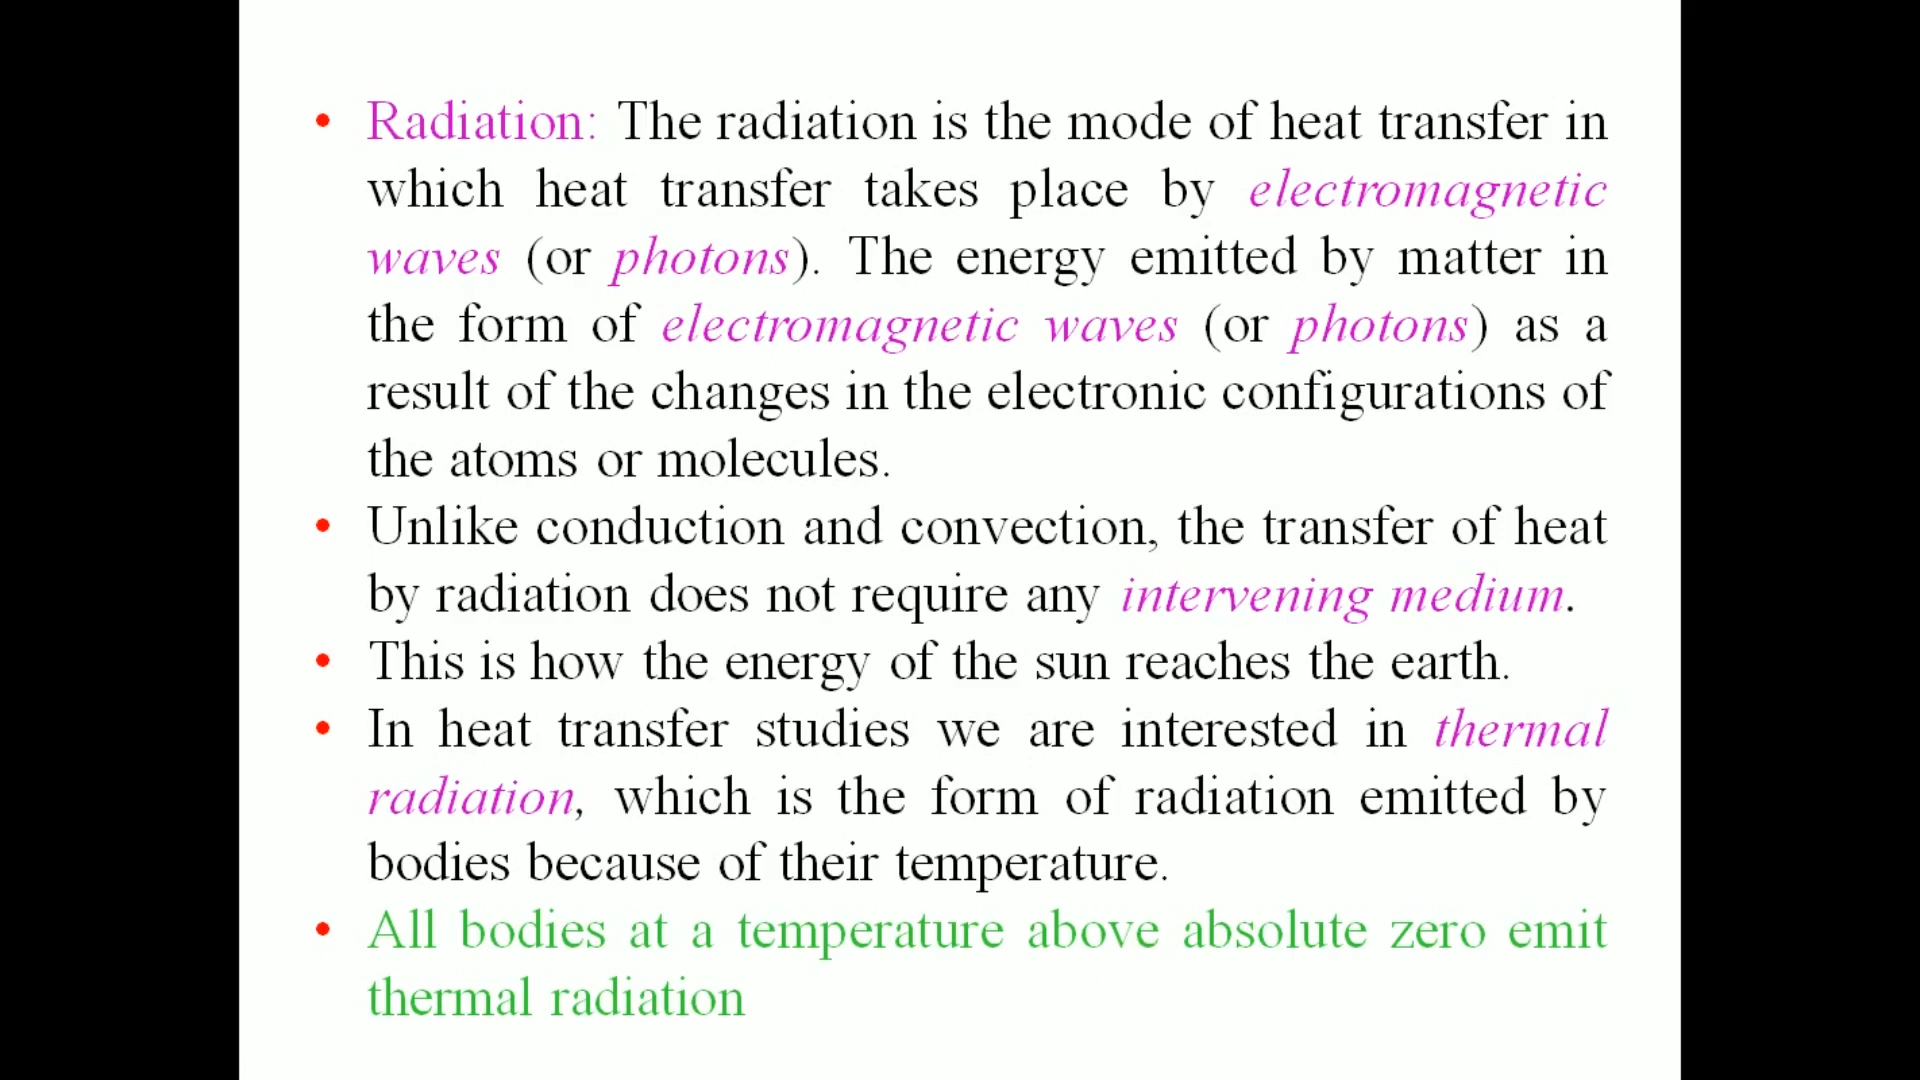 • Radiation: The radiation is the mode of heat transfer in
which heat transfer takes place by electromagnetic
waves (or photons). The energy emitted by matter in
the form of electromagnetic waves (or photons) as a
result of the changes in the electronic configurations of
the atoms or molecules.
• Unlike conduction and convection, the transfer of heat
by radiation does not require any intervening medium.
• This is how the energy of the sun reaches the earth.
• In heat transfer studies we are interested in thermal
radiation, which is the form of radiation emitted by
bodies because of their temperature.
• All bodies at a temperature above absolute zero emit
thermal radiation